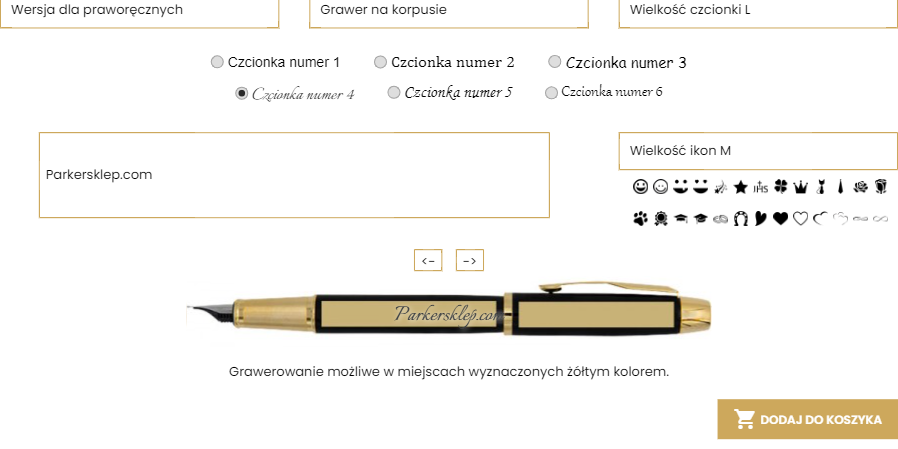 Wersja dla praworęcznych
Grawer na korpusie
Wielkość czcionki L
Czcionka numer 1
Czcionka numer 2
Czcionka numer 3
Czcionka numer 4
Czcionka numer 5
Czcionka numer 6
Parkersklep.com
Wielkość ikon M
IHS
<-
->
Parkersklep.com
Grawerowanie możliwe w miejscach wyznaczonych żółtym kolorem.
DODAJ DO KOSZYKA